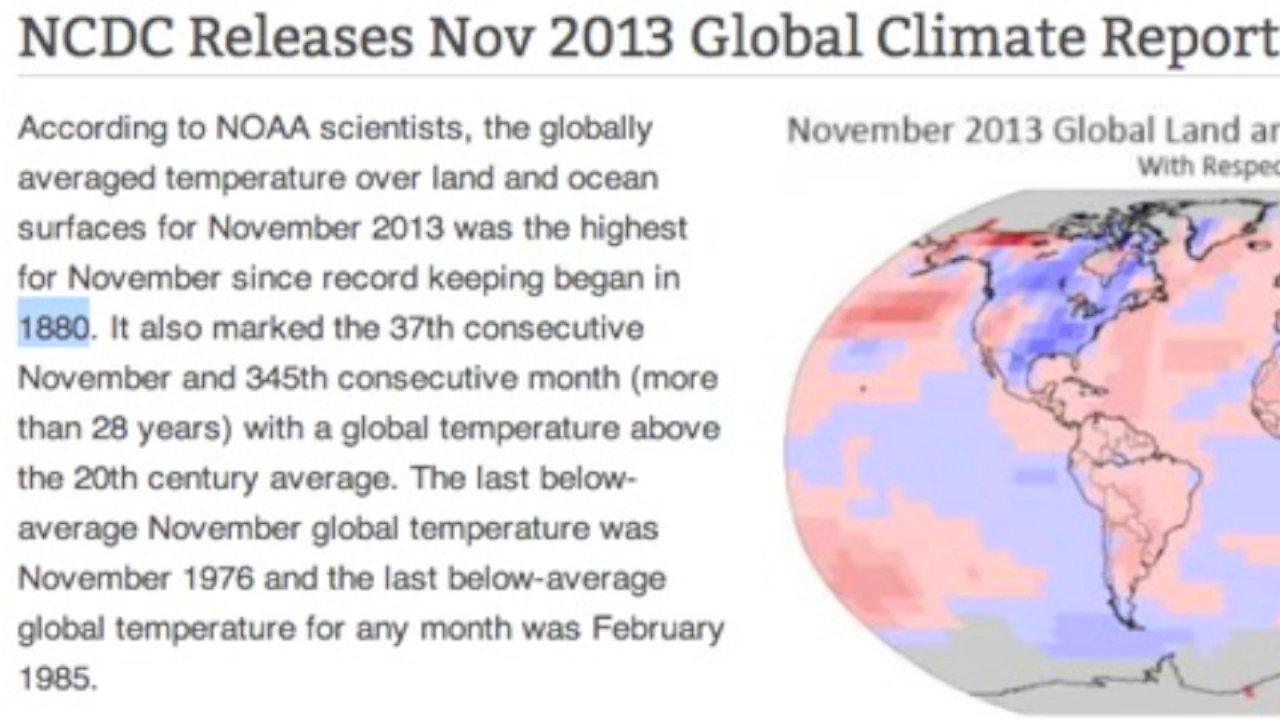 NCDC Releases Nov 2013 Global Climate Report
According to NOAA scientists, the globally
averaged temperature over land and ocean
surfaces for November 2013 was the highest
for November since record keeping began in
1880. It also marked the 37th consecutive
November and 345th consecutive month (more
than 28 years) with a global temperature above
the 20th century average. The last below-
average November global temperature was
November 1976 and the last below-average
global temperature for any month was February
1985.
November 2013 Global Land
With